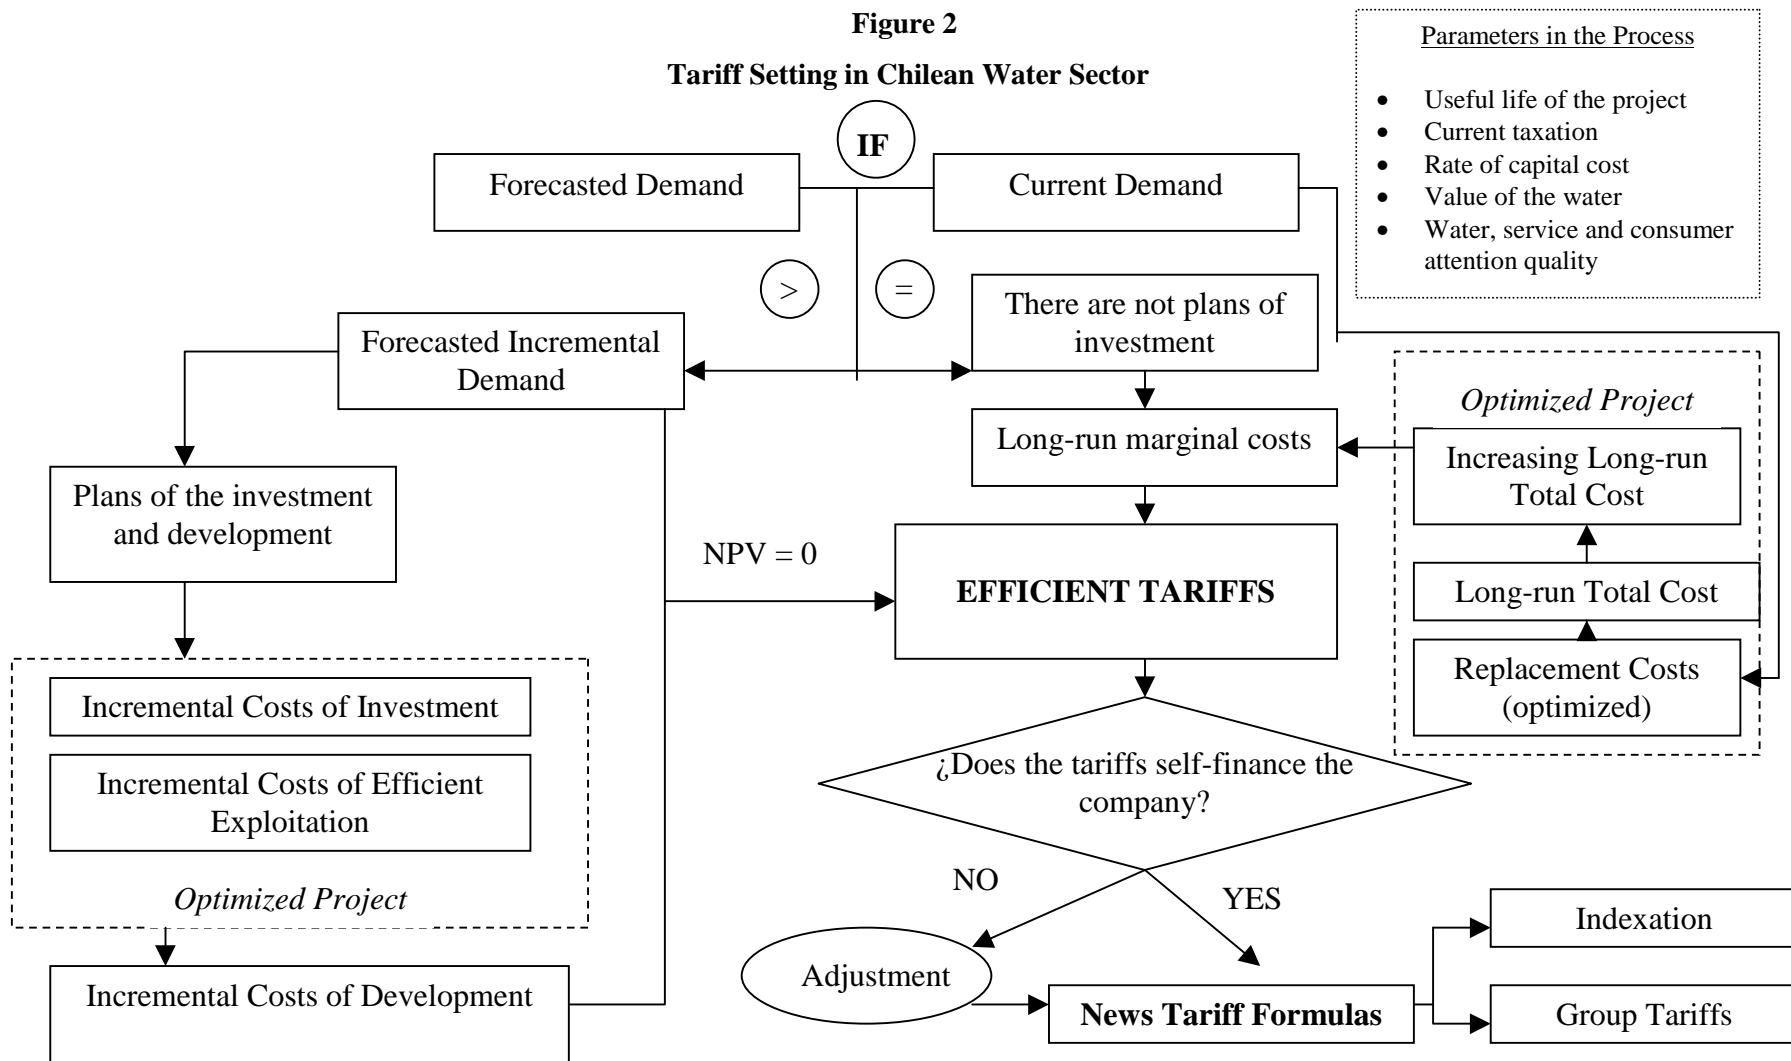 Figure 2
Tariff Setting in Chilean Water Sector
Parameters in the Process
• Useful life of the project
• Current taxation
• Rate of capital cost
• Value of the water
• Water, service and consumer
attention quality
IF
Forecasted Demand
Current Demand
>
=
There are not plans of
investment
Forecasted Incremental
Demand
Optimized Project
Long-run marginal costs
Increasing Long-run
Total Cost
Plans of the investment
and development
NPV = 0
EFFICIENT TARIFFS
Long-run Total Cost
Replacement Costs
(optimized)
Incremental Costs of Investment
Incremental Costs of Efficient
Exploitation
Optimized Project
¿Does the tariffs self-finance the
company?
NO
YES
Indexation
Adjustment
Incremental Costs of Development
News Tariff Formulas
Group Tariffs